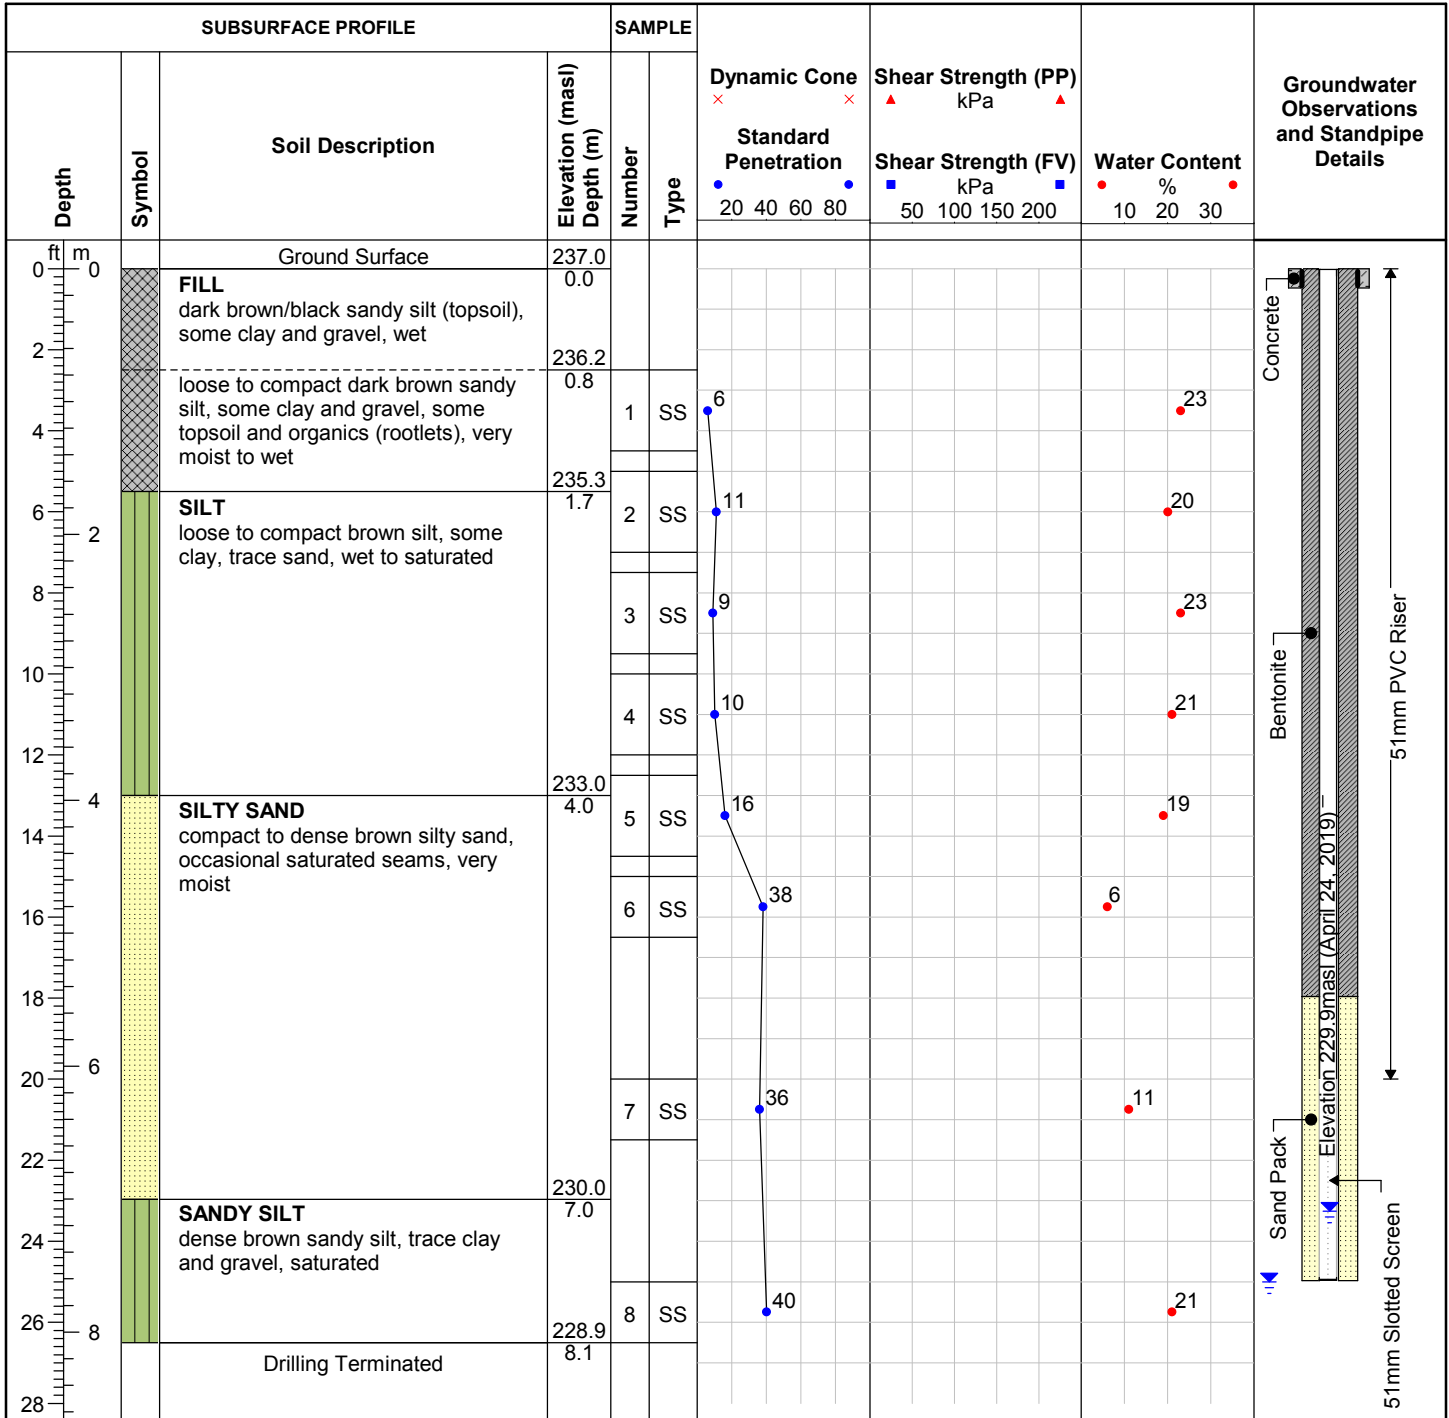 SUBSURFACE PROFILE
SAMPLE
Depth
Symbol
Soil Description
Elevation (masl)
Depth (m)
Number
Type
Dynamic Cone
Standard
Penetration
20 40 60 80
Shear Strength (PP)
kPa
Shear Strength (FV)
kPa
50 100 150 200
Water Content
%
10 20 30
Groundwater
Observations
and Standpipe
Details
ft m
Ground Surface
237.0
0 0
0.0
FILL
dark brown/black sandy silt (topsoil),
some clay and gravel, wet
2
236.2
0.8
loose to compact dark brown sandy
silt, some clay and gravel, some
topsoil and organics (rootlets), very
moist to wet
1 SS
6
23
4
235.3
1.7
SILT
loose to compact brown silt, some
clay, trace sand, wet to saturated
6
2
2 SS
11
20
8
3 SS
9
23
10
4 SS
10
21
12
233.0
4.0
4
SILTY SAND
compact to dense brown silty sand,
occasional saturated seams, very
moist
5 SS
16
19
14
6 SS
38
6
16
18
6
20
7 SS
36
11
22
230.0
7.0
SANDY SILT
dense brown sandy silt, trace clay
and gravel, saturated
24
8 SS
40
21
26
8
228.9
8.1
Drilling Terminated
28
Concrete
Bentonite
51mm PVC Riser
Elevation 229.9masl (April 24, 2019)
Sand Pack
51mm Slotted Screen